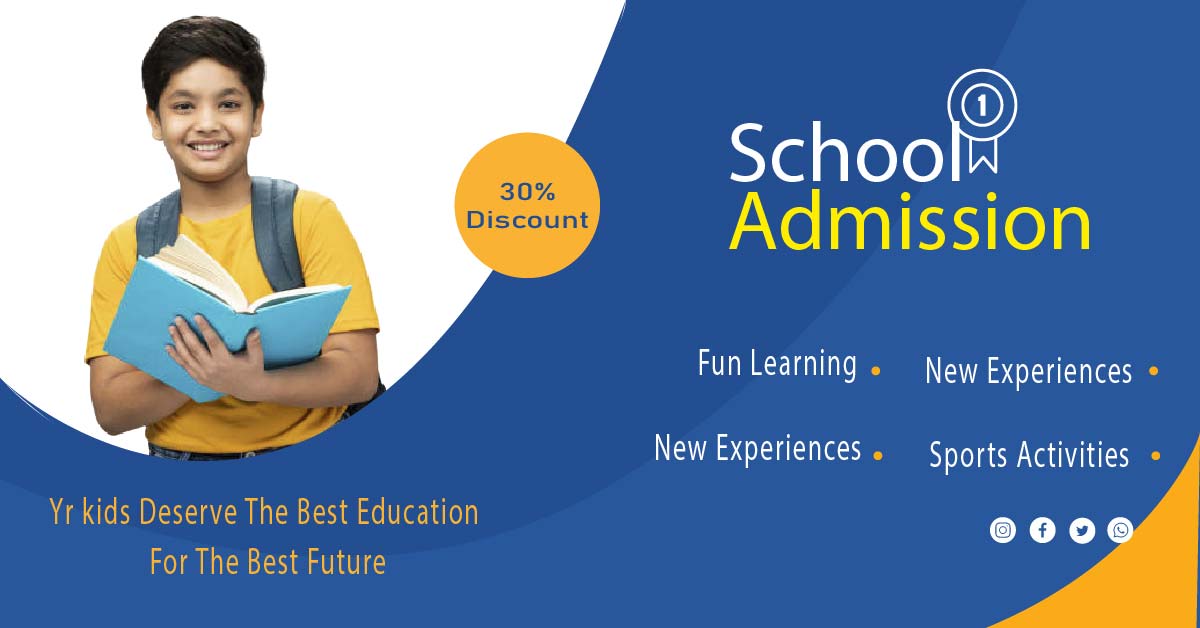 1
School
Admission
30%
Discount
Fun Learning
New Experiences
New Experiences
Sports Activities
Yr kids Deserve The Best Education
For The Best Future